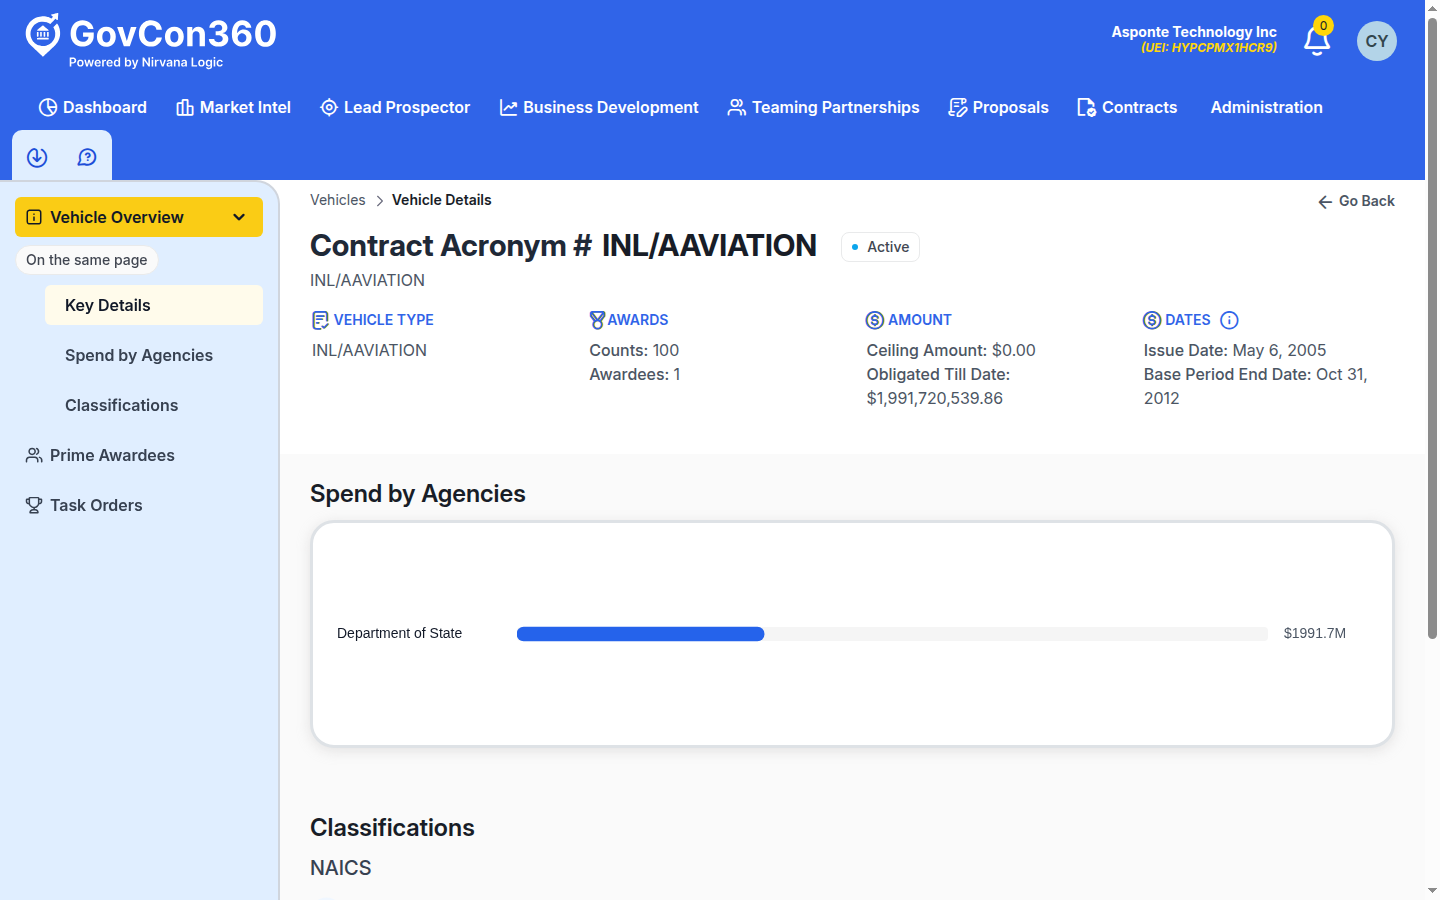 GovCon360
Powered by Nirvana Logic
Asponte Technology Inc
(UEI: HYPCPMX1HCR9)
0
CY
Dashboard
Market Intel
Lead Prospector
Business Development
Teaming Partnerships
Proposals
Contracts
Administration
Vehicle Overview
On the same page
Key Details
Spend by Agencies
Classifications
Prime Awardees
Task Orders
Vehicles > Vehicle Details
Go Back
Contract Acronym # INL/AAVIATION
Active
INL/AAVIATION
VEHICLE TYPE
INL/AAVIATION
AWARDS
Counts: 100
Awardees: 1
AMOUNT
Ceiling Amount: $0.00
Obligated Till Date:
$1,991,720,539.86
DATES
Issue Date: May 6, 2005
Base Period End Date: Oct 31,
2012
Spend by Agencies
Department of State
$1991.7M
Classifications
NAICS